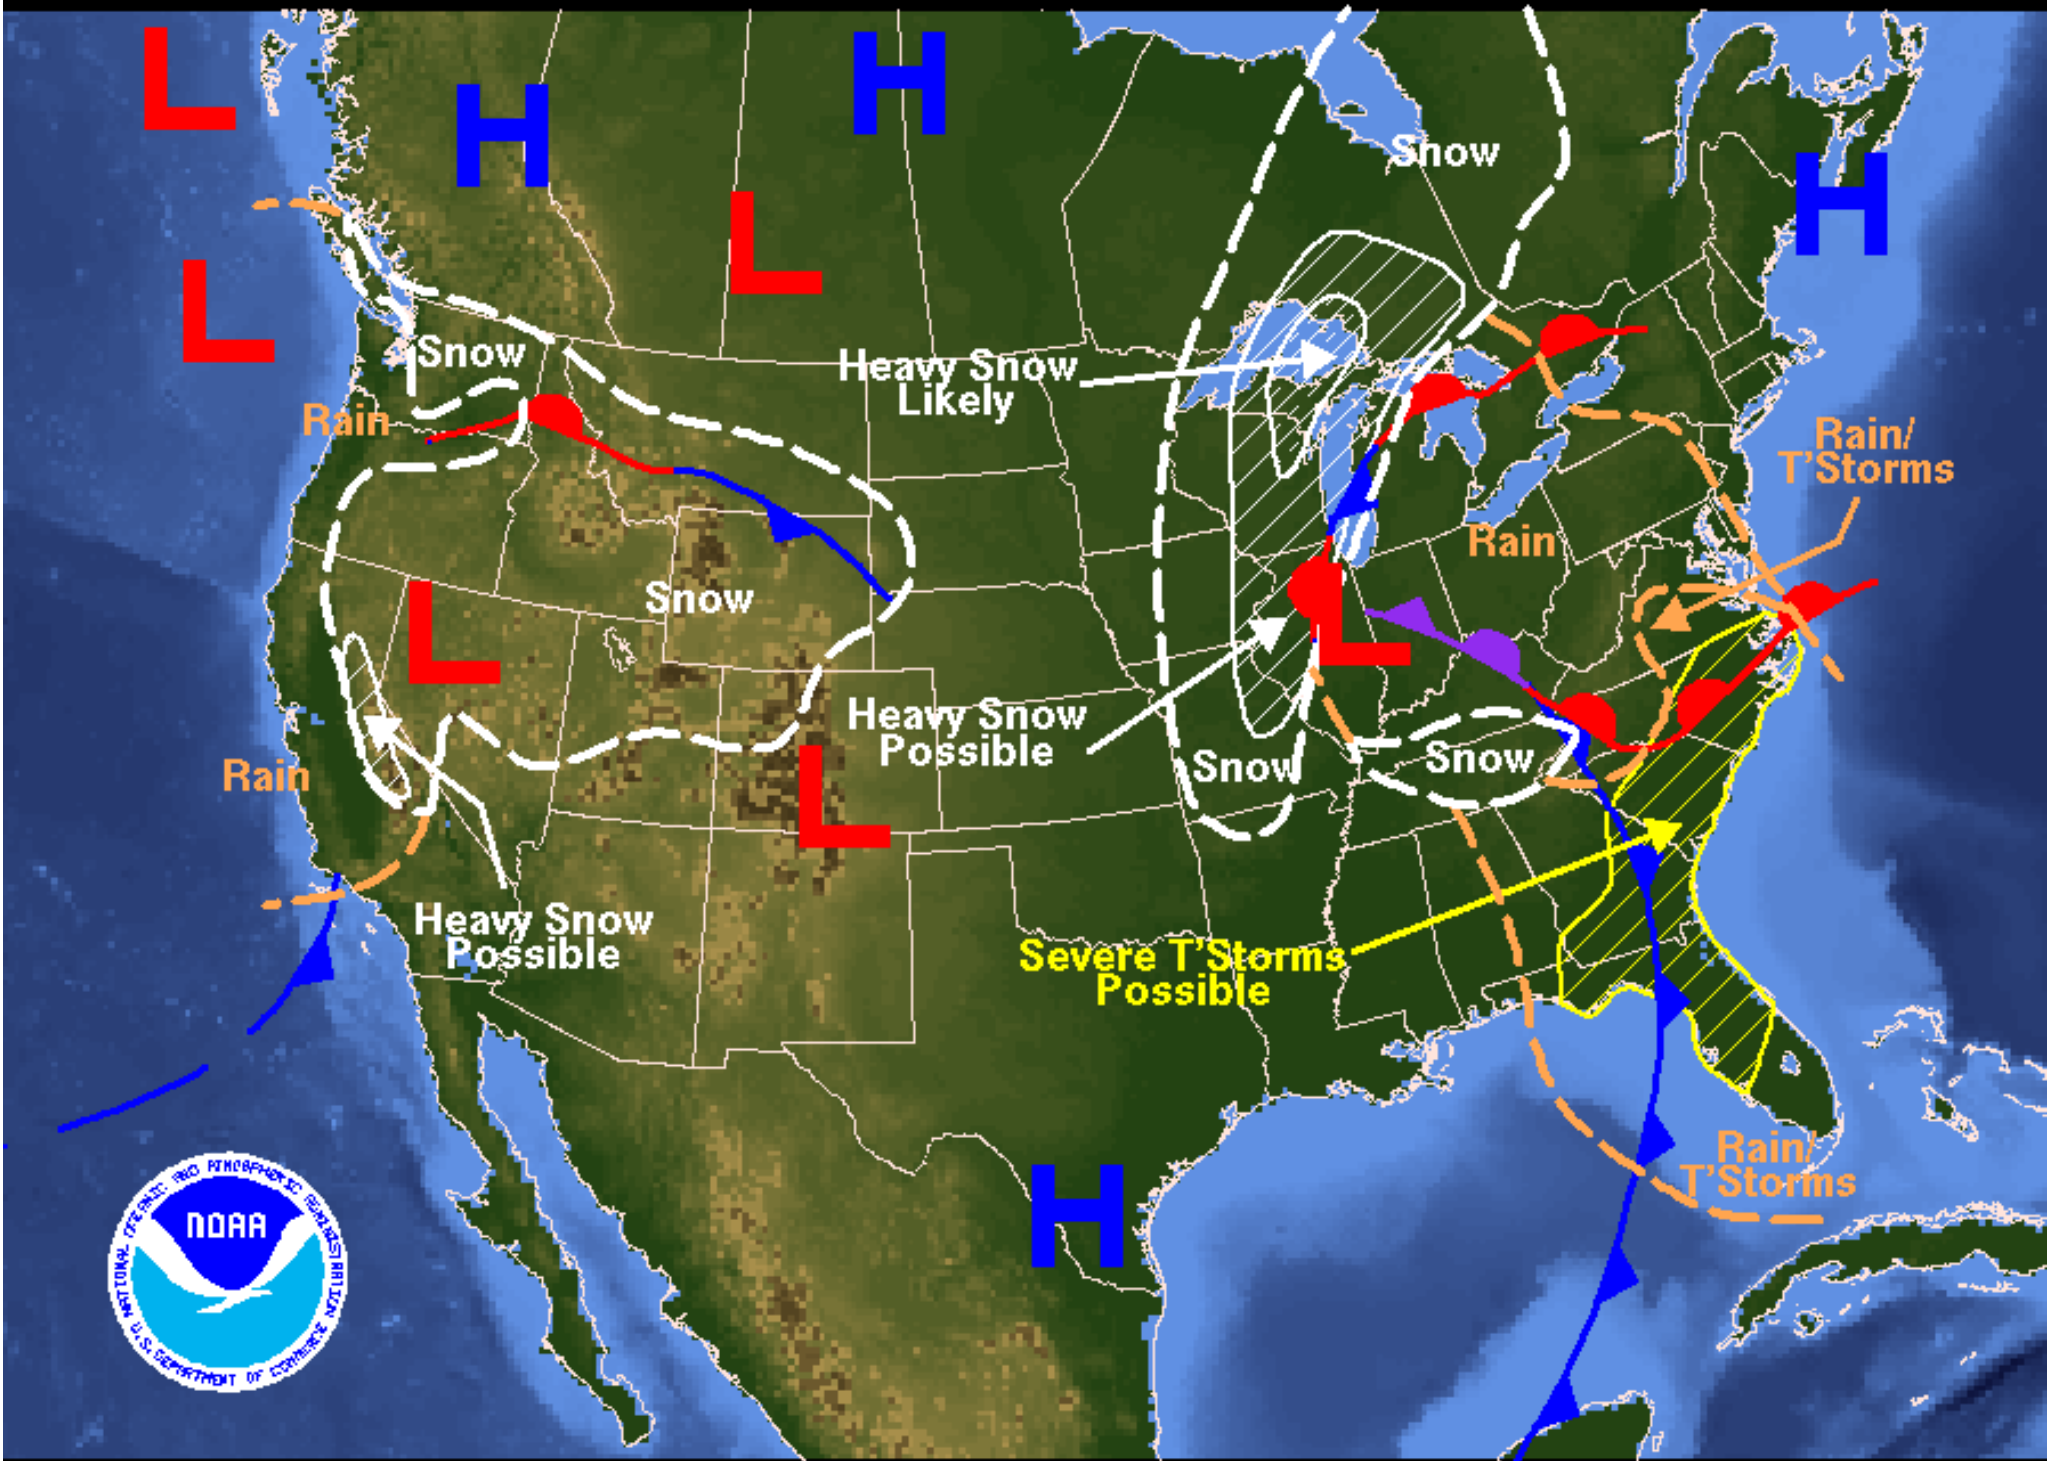 L
H
H
Snow
H
L
L
Snow
Heavy Snow
Likely
Rain
Rain/
T'Storms
Rain
L
Snow
L
Heavy Snow
Possible
Snow
Snow
Rain
L
Heavy Snow
Possible
Severe T'Storms
Possible
Rain/
T'Storms
H
NATIONAL OCEANIC AND ATMOSPHERIC ADMINISTRATION
NOAA
U.S. DEPARTMENT OF COMMERCE